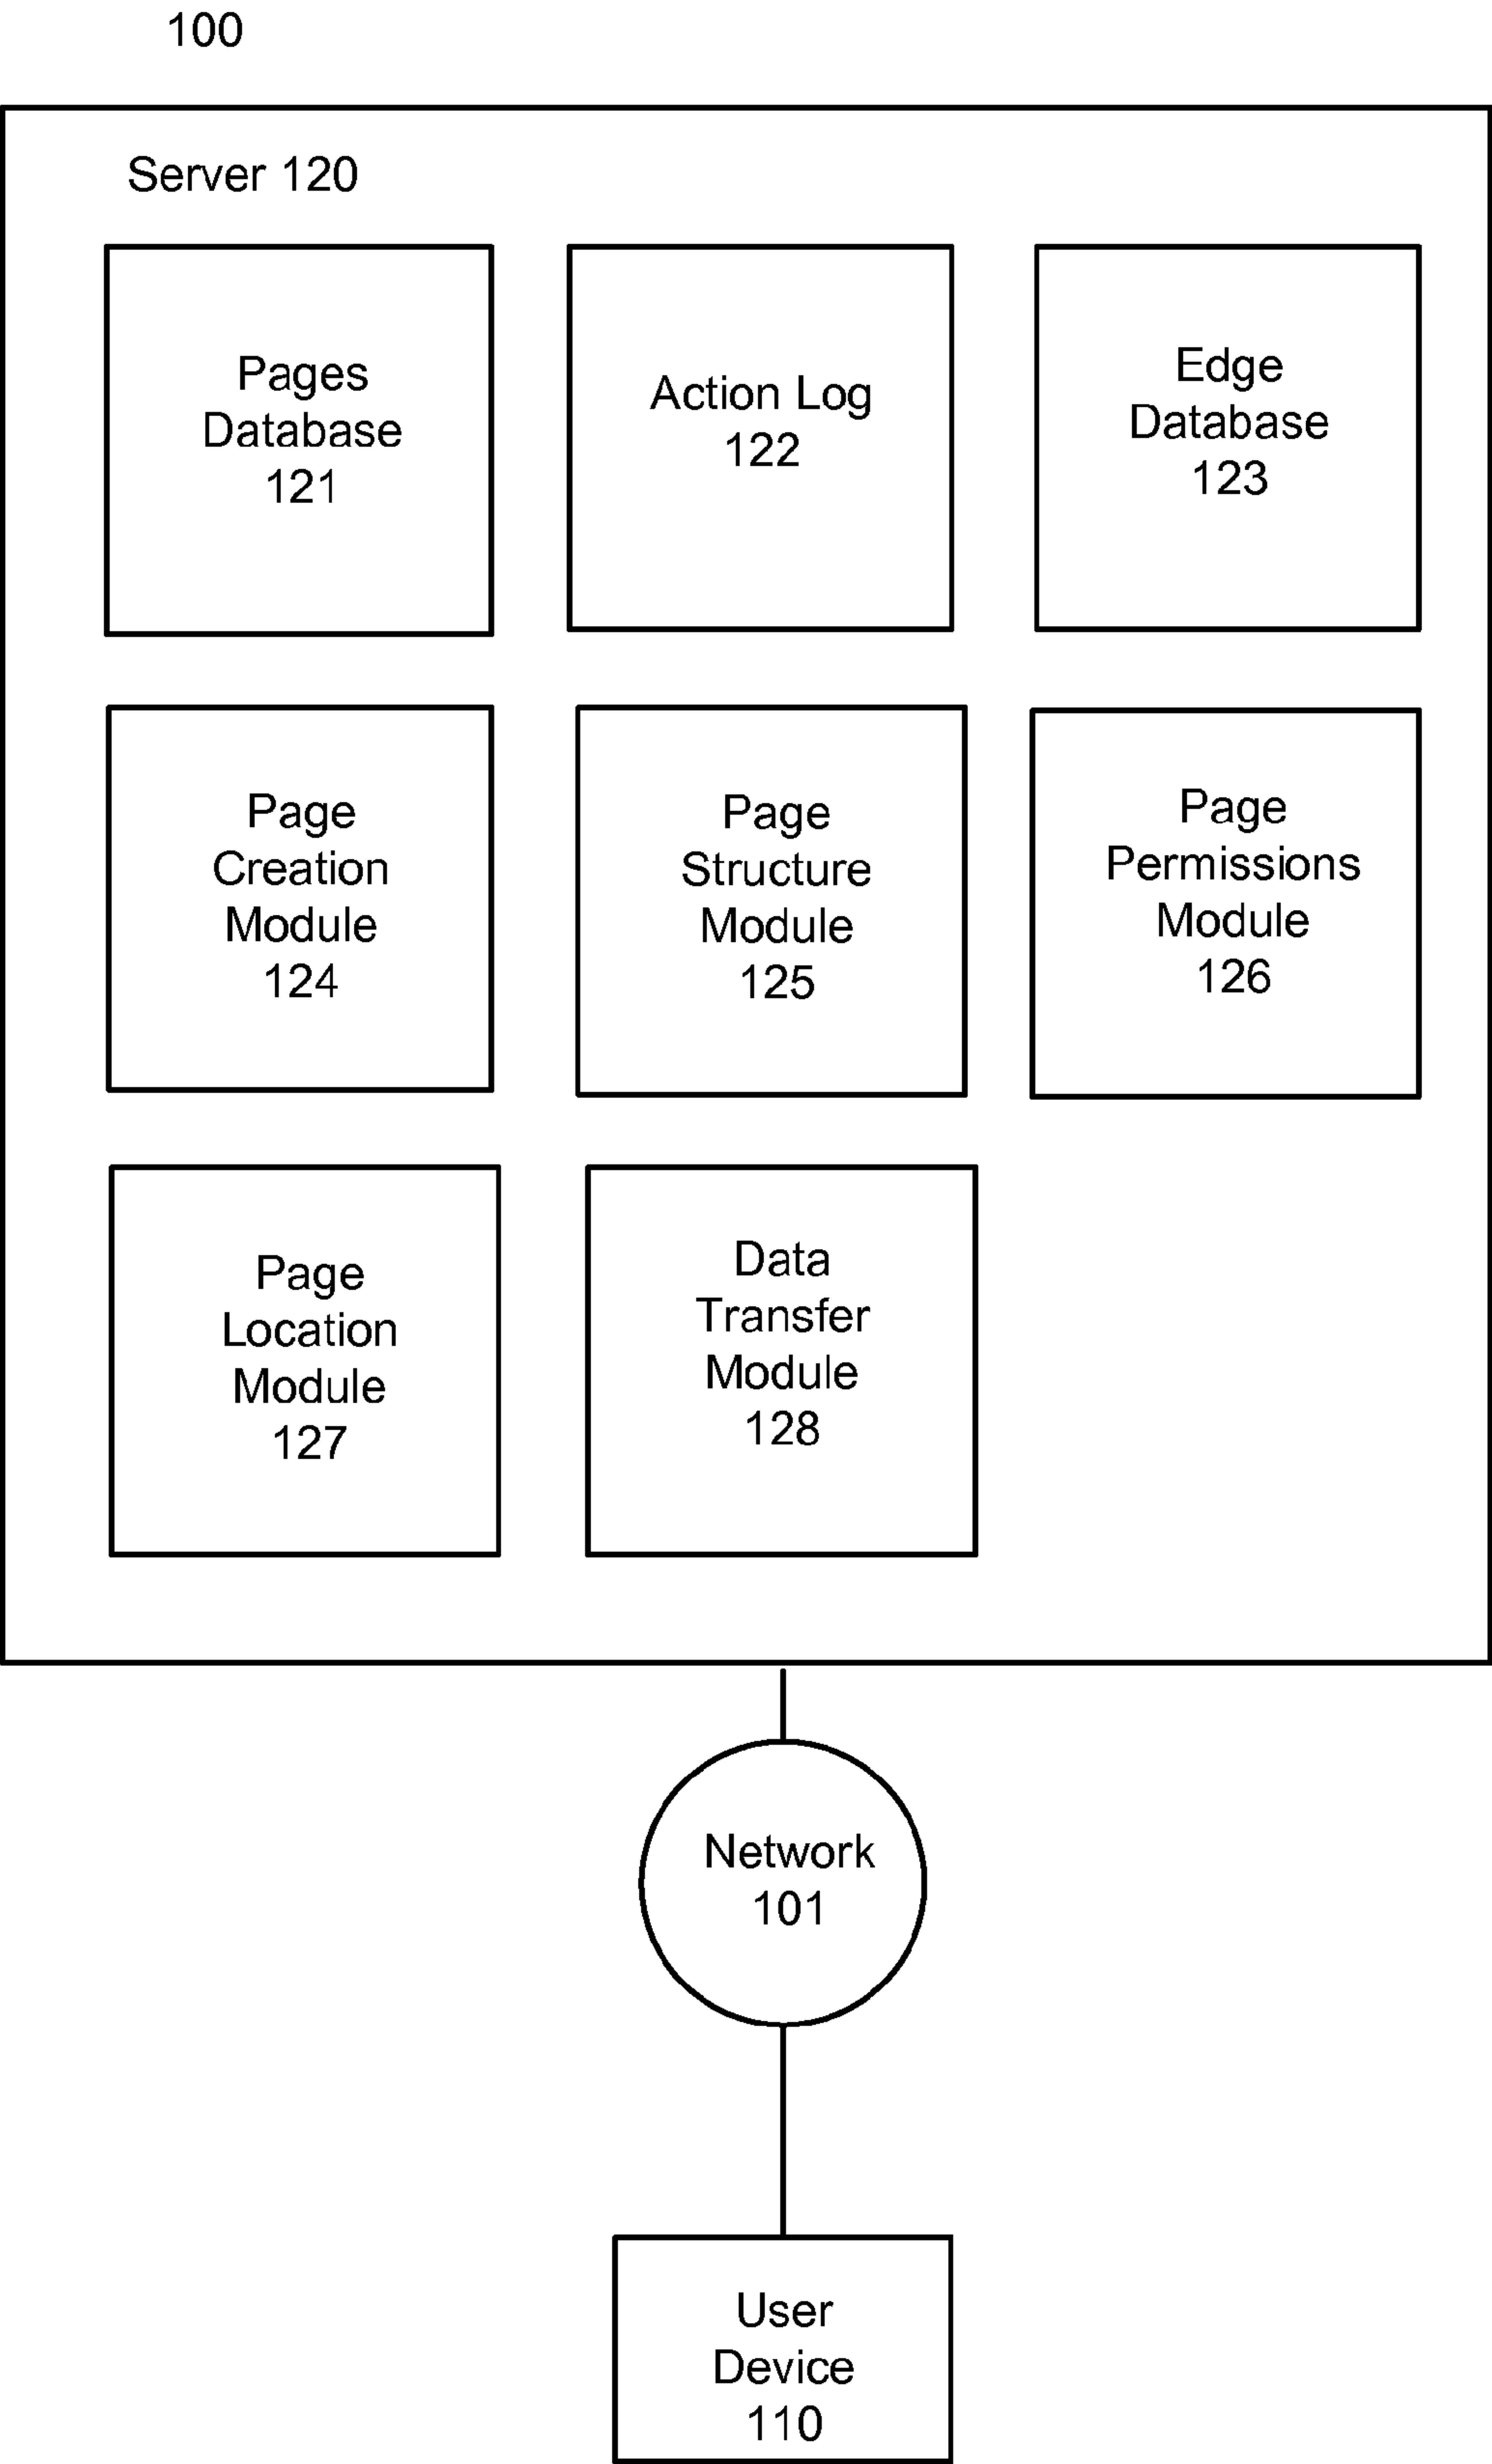 100
Server 120
Pages
Database
121
Action Log
122
Edge
Database
123
Page
Creation
Module
124
Page
Structure
Module
125
Page
Permissions
Module
126
Page
Location
Module
127
Data
Transfer
Module
128
Network
101
User
Device
110